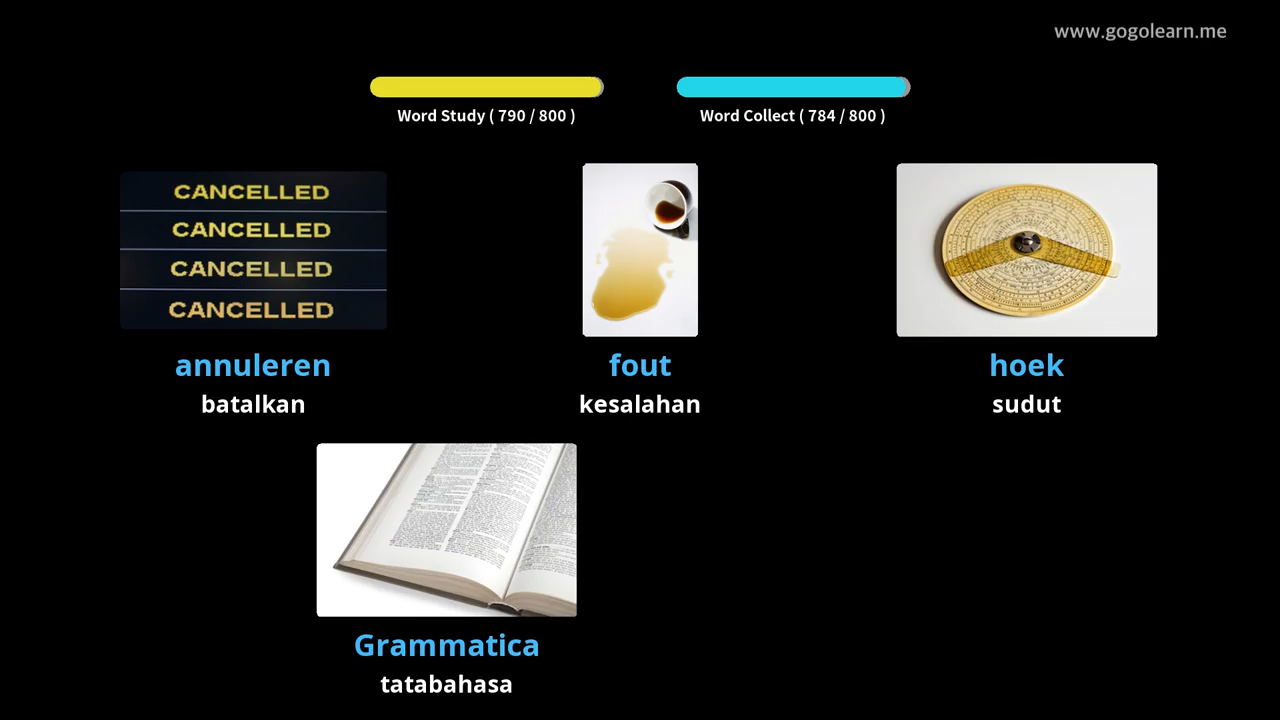 www.gogolearn.me
Word Study ( 790 / 800 )
Word Collect ( 784 / 800 )
CANCELLED
CANCELLED
CANCELLED
CANCELLED
annuleren
batalkan
fout
kesalahan
hoek
sudut
Grammatica
tatabahasa